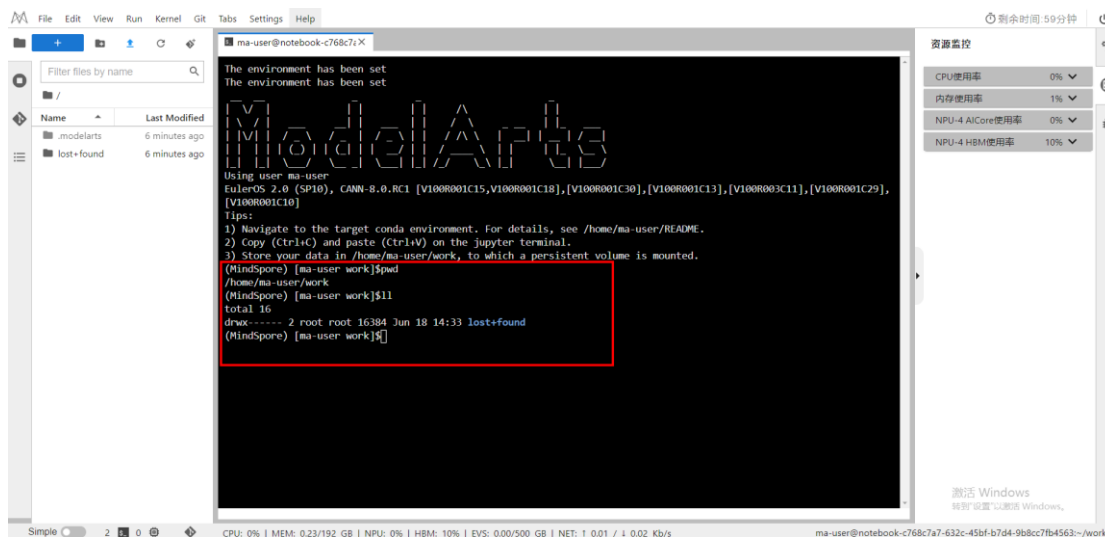 File Edit View Run Kernel Git Tabs Settings Help
剩余时间:59分钟
Filter files by name
/
Name Last Modified
.modelarts 6 minutes ago
lost+found 6 minutes ago
ma-user@notebook-c768c7
The environment has been set
The environment has been set
ModelArts
Using user ma-user
EulerOS 2.0 (SP10), CANN-8.0.RC1 [V100R001C15,V100R001C18],[V100R001C30],[V100R001C13],[V100R003C11],[V100R001C29],
[V100R001C10]
Tips:
1) Navigate to the target conda environment. For details, see /home/ma-user/README.
2) Copy (Ctrl+C) and paste (Ctrl+V) on the jupyter terminal.
3) Store your data in /home/ma-user/work, to which a persistent volume is mounted.
(MindSpore) [ma-user work]$pwd
/home/ma-user/work
(MindSpore) [ma-user work]$ll
total 16
drwx------ 2 root root 16384 Jun 18 14:33 lost+found
(MindSpore) [ma-user work]$
资源监控
CPU使用率 0%
内存使用率 1%
NPU-4 AICore使用率 0%
NPU-4 HBM使用率 10%
激活 Windows
转到"设置"以激活 Windows。
Simple 2 0
CPU: 0% | MEM: 0.23/192 GB | NPU: 0% | HBM: 10% | EVS: 0.00/500 GB | NET: ↑ 0.01 / ↓ 0.02 Kb/s
ma-user@notebook-c768c7a7-632c-45bf-b7d4-9b8cc7fb4563:~/work